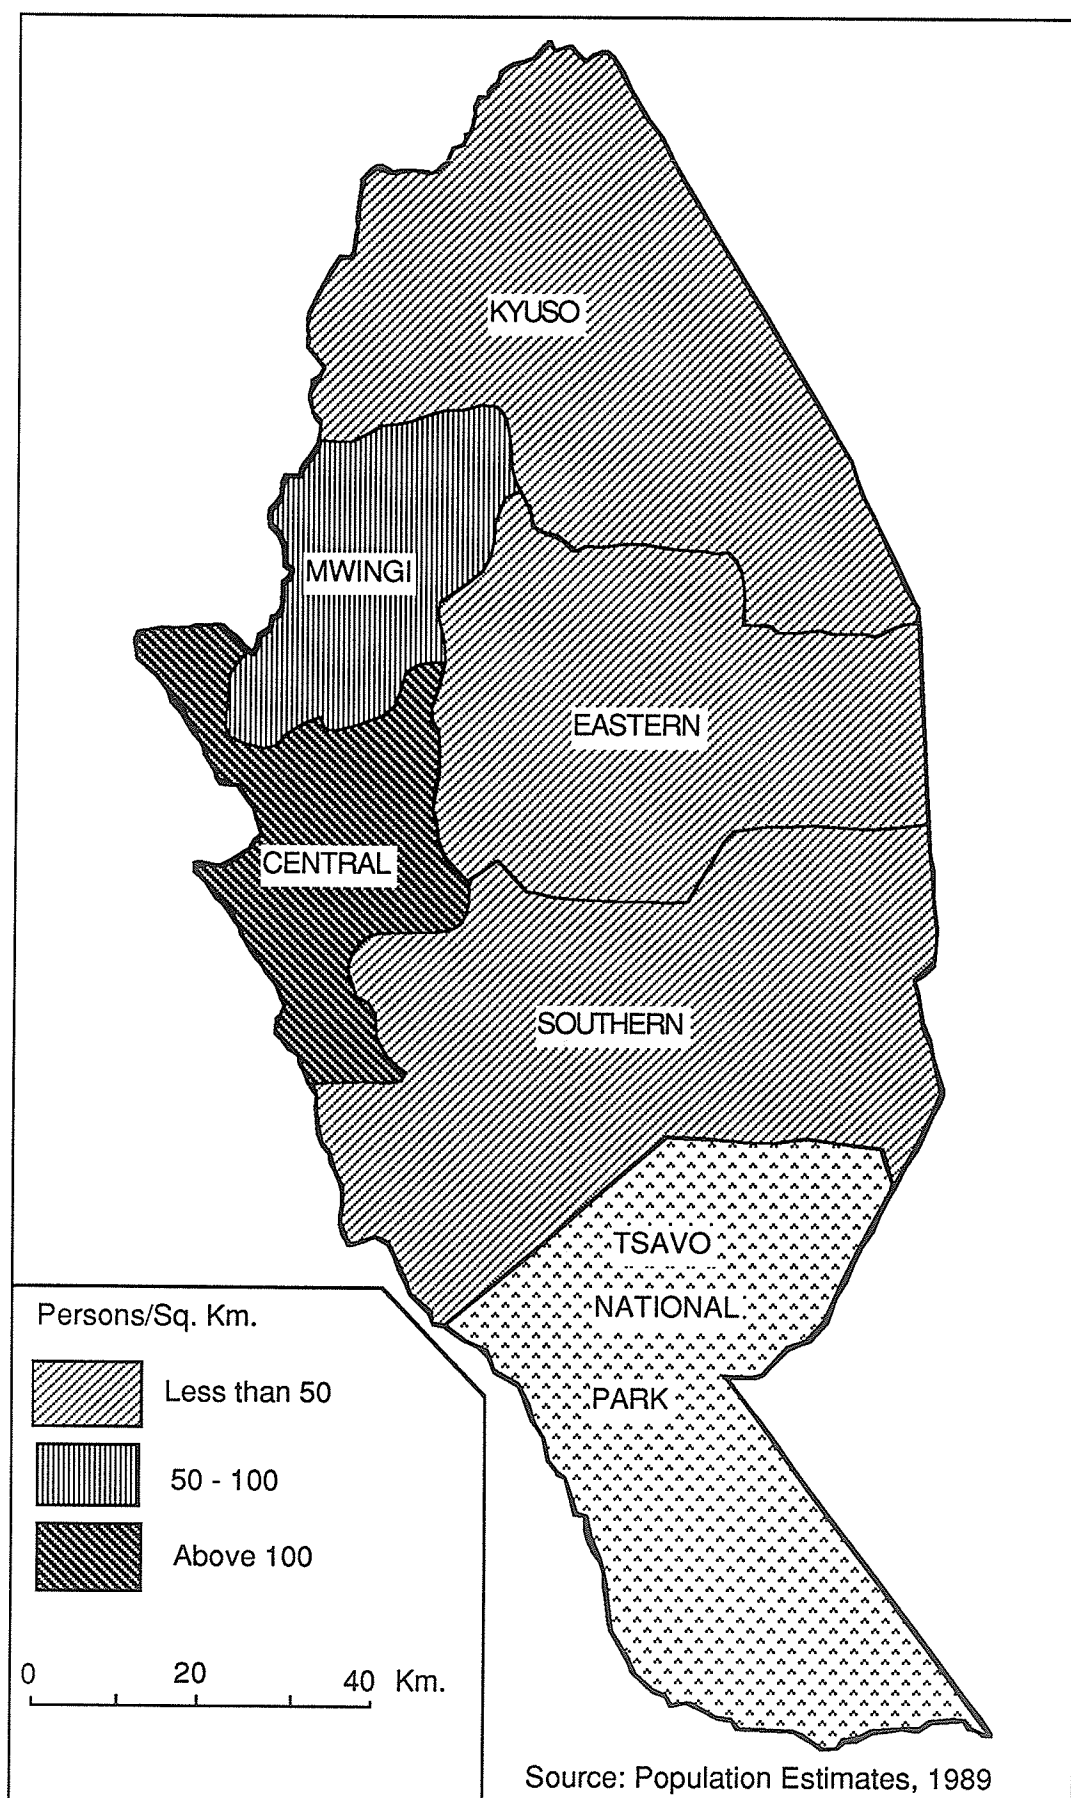 KYUSO
MWINGI
EASTERN
CENTRAL
SOUTHERN
TSAVO
NATIONAL
PARK
Persons/Sq. Km.
Less than 50
50 - 100
Above 100
0 20 40 Km.
Source: Population Estimates, 1989